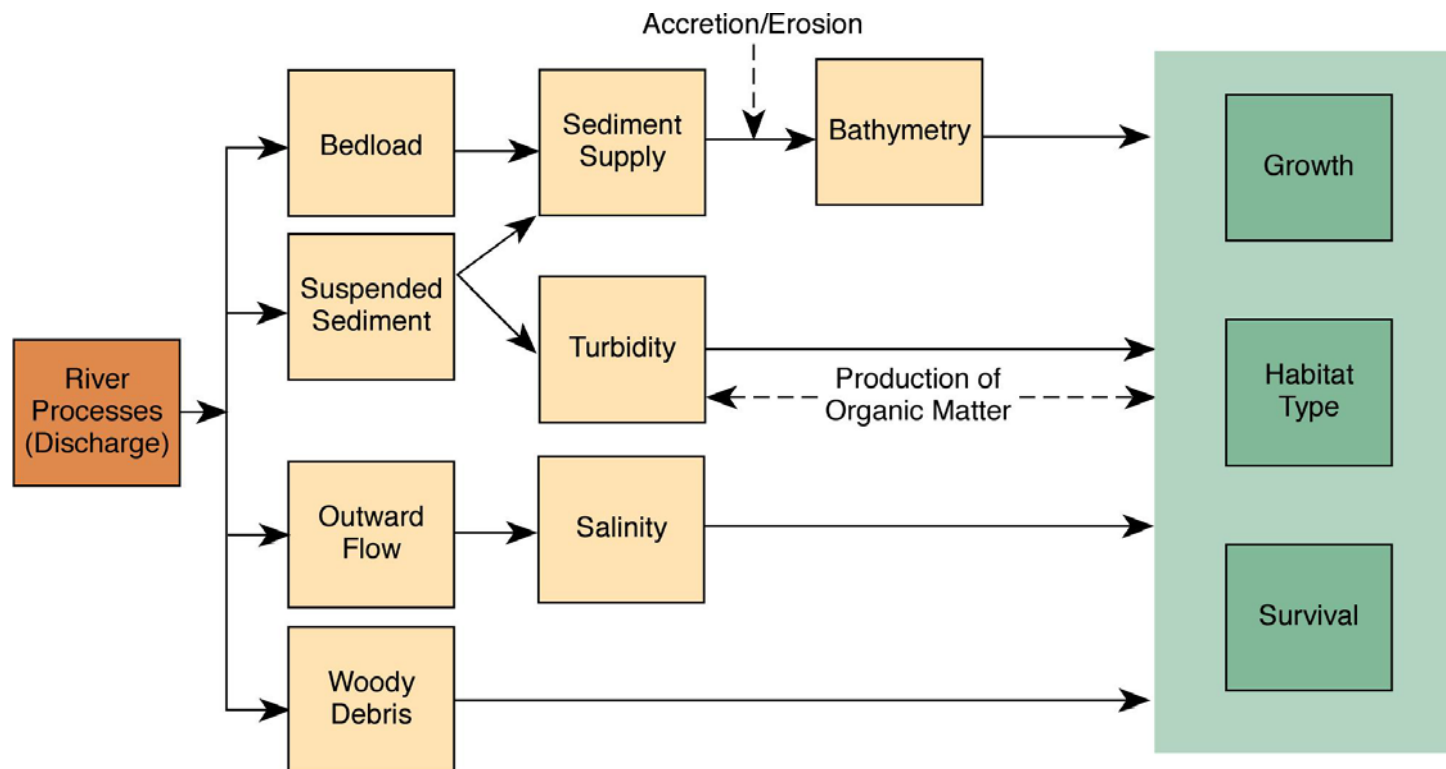 Accretion/Erosion
Bedload
Sediment
Supply
Bathymetry
Growth
Suspended
Sediment
Turbidity
River
Processes
(Discharge)
Production of
Organic Matter
Habitat
Type
Outward
Flow
Salinity
Survival
Woody
Debris